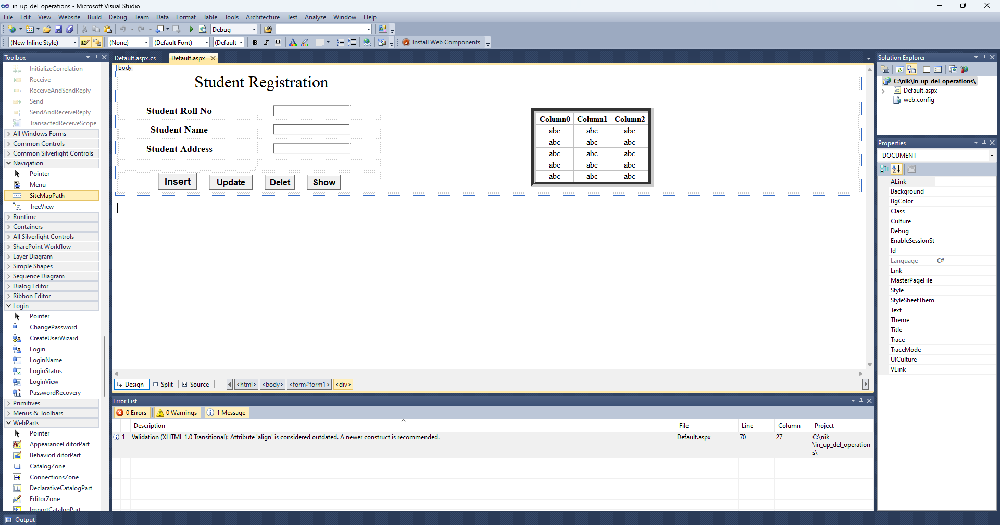 in_up_del_operations - Microsoft Visual Studio
File Edit View Website Build Debug Team Data Format Table Tools Architecture Test Analyze Window Help
Debug
(New Inline Style) (None) (Default Font) (Default B I U Install Web Components
Toolbox
InitializeCorrelation
Receive
ReceiveAndSendReply
Send
SendAndReceiveReply
TransactedReceiveScope
All Windows Forms
Common Controls
Common Silverlight Controls
Navigation
Pointer
Menu
SiteMapPath
TreeView
Runtime
Containers
All Silverlight Controls
SharePoint Workflow
Layer Diagram
Simple Shapes
Sequence Diagram
Dialog Editor
Ribbon Editor
Login
Pointer
ChangePassword
CreateUserWizard
Login
LoginName
LoginStatus
LoginView
PasswordRecovery
Primitives
Menus & Toolbars
WebParts
Pointer
AppearanceEditorPart
BehaviorEditorPart
CatalogZone
ConnectionsZone
DeclarativeCatalogPart
EditorZone
ImportCatalogPart
Default.aspx.cs Default.aspx
body
Student Registration
Student Roll No
Student Name
Student Address
Insert Update Delet Show
Column0 Column1 Column2
abc abc abc
abc abc abc
abc abc abc
abc abc abc
abc abc abc
Design Split Source <html> <body> <form#form1> <div>
Error List
0 Errors 0 Warnings 1 Message
Description File Line Column Project
1 Validation (XHTML 1.0 Transitional): Attribute 'align' is considered outdated. A newer construct is recommended. Default.aspx 70 27 C:\nik
\in_up_del_operation
s\
Solution Explorer
C:\nik\in_up_del_operations\
Default.aspx
web.config
Properties
DOCUMENT
ALink
Background
BgColor
Class
Culture
Debug
EnableSessionSt
Id
Language C#
Link
MasterPageFile
Style
StyleSheetThem
Text
Theme
Title
Trace
TraceMode
UICulture
VLink
Output